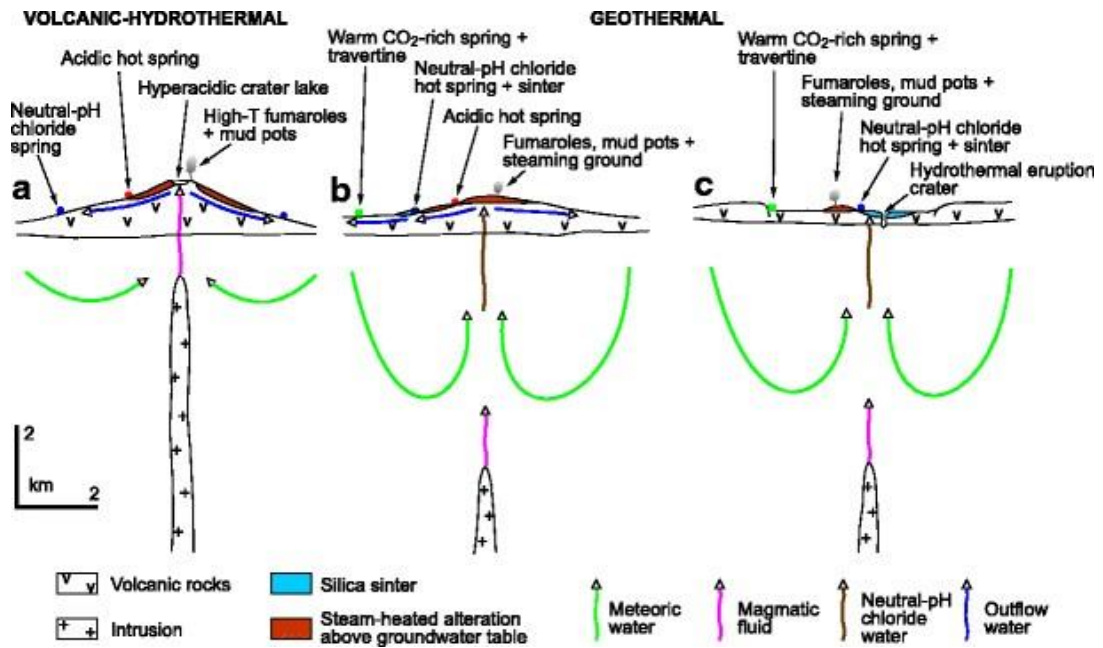 VOLCANIC-HYDROTHERMAL
GEOTHERMAL
Acidic hot spring
Hyperacidic crater lake
Neutral-pH
chloride
spring
High-T fumaroles
+ mud pots
a
Warm CO₂-rich spring +
travertine
Neutral-pH chloride
hot spring + sinter
Acidic hot spring
Fumaroles, mud pots +
steaming ground
b
Warm CO₂-rich spring +
travertine
Fumaroles, mud pots +
steaming ground
Neutral-pH chloride
hot spring + sinter
Hydrothermal eruption
crater
c
2
km
2
Volcanic rocks
Intrusion
Silica sinter
Steam-heated alteration
above groundwater table
Meteoric
water
Magmatic
fluid
Neutral-pH
chloride
water
Outflow
water